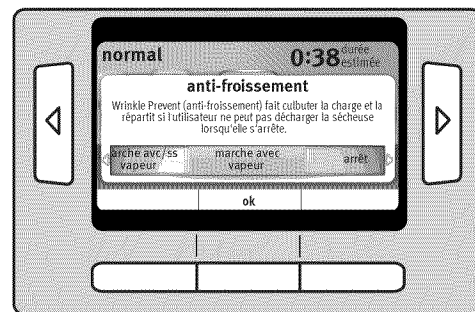 normal
0:38 durée estimée
anti-froissement
Wrinkle Prevent (anti-froissement) fait culbuter la charge et la
répartit si l'utilisateur ne peut pas décharger la sécheuse
lorsqu'elle s'arrête.
arche avc/ss
vapeur
marche avec
vapeur
arrêt
ok